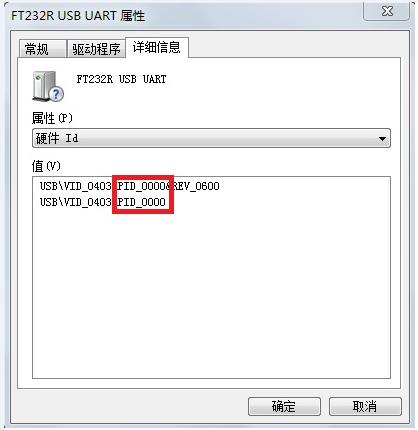 FT232R USB UART 属性
常规 驱动程序 详细信息
FT232R USB UART
属性(P)
硬件 Id
值(V)
USB\VID_0403&PID_0000&REV_0600
USB\VID_0403&PID_0000
确定 取消